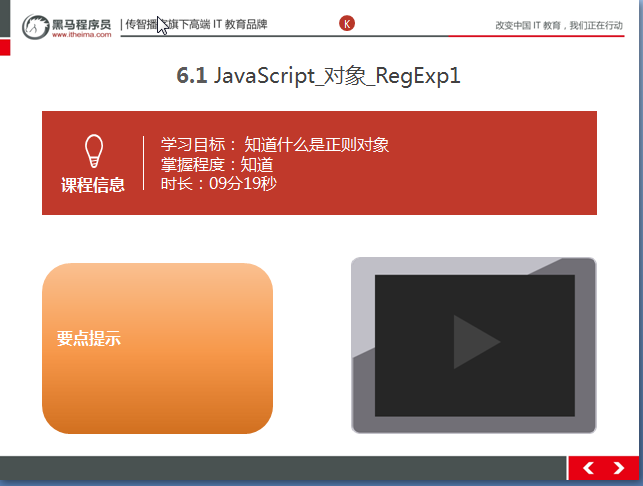 黑马程序员
www.itheima.com
传智播客旗下高端 IT 教育品牌
K
改变中国 IT 教育，我们正在行动
6.1 JavaScript_对象_RegExp1
课程信息
学习目标： 知道什么是正则对象
掌握程度：知道
时长：09分19秒
要点提示